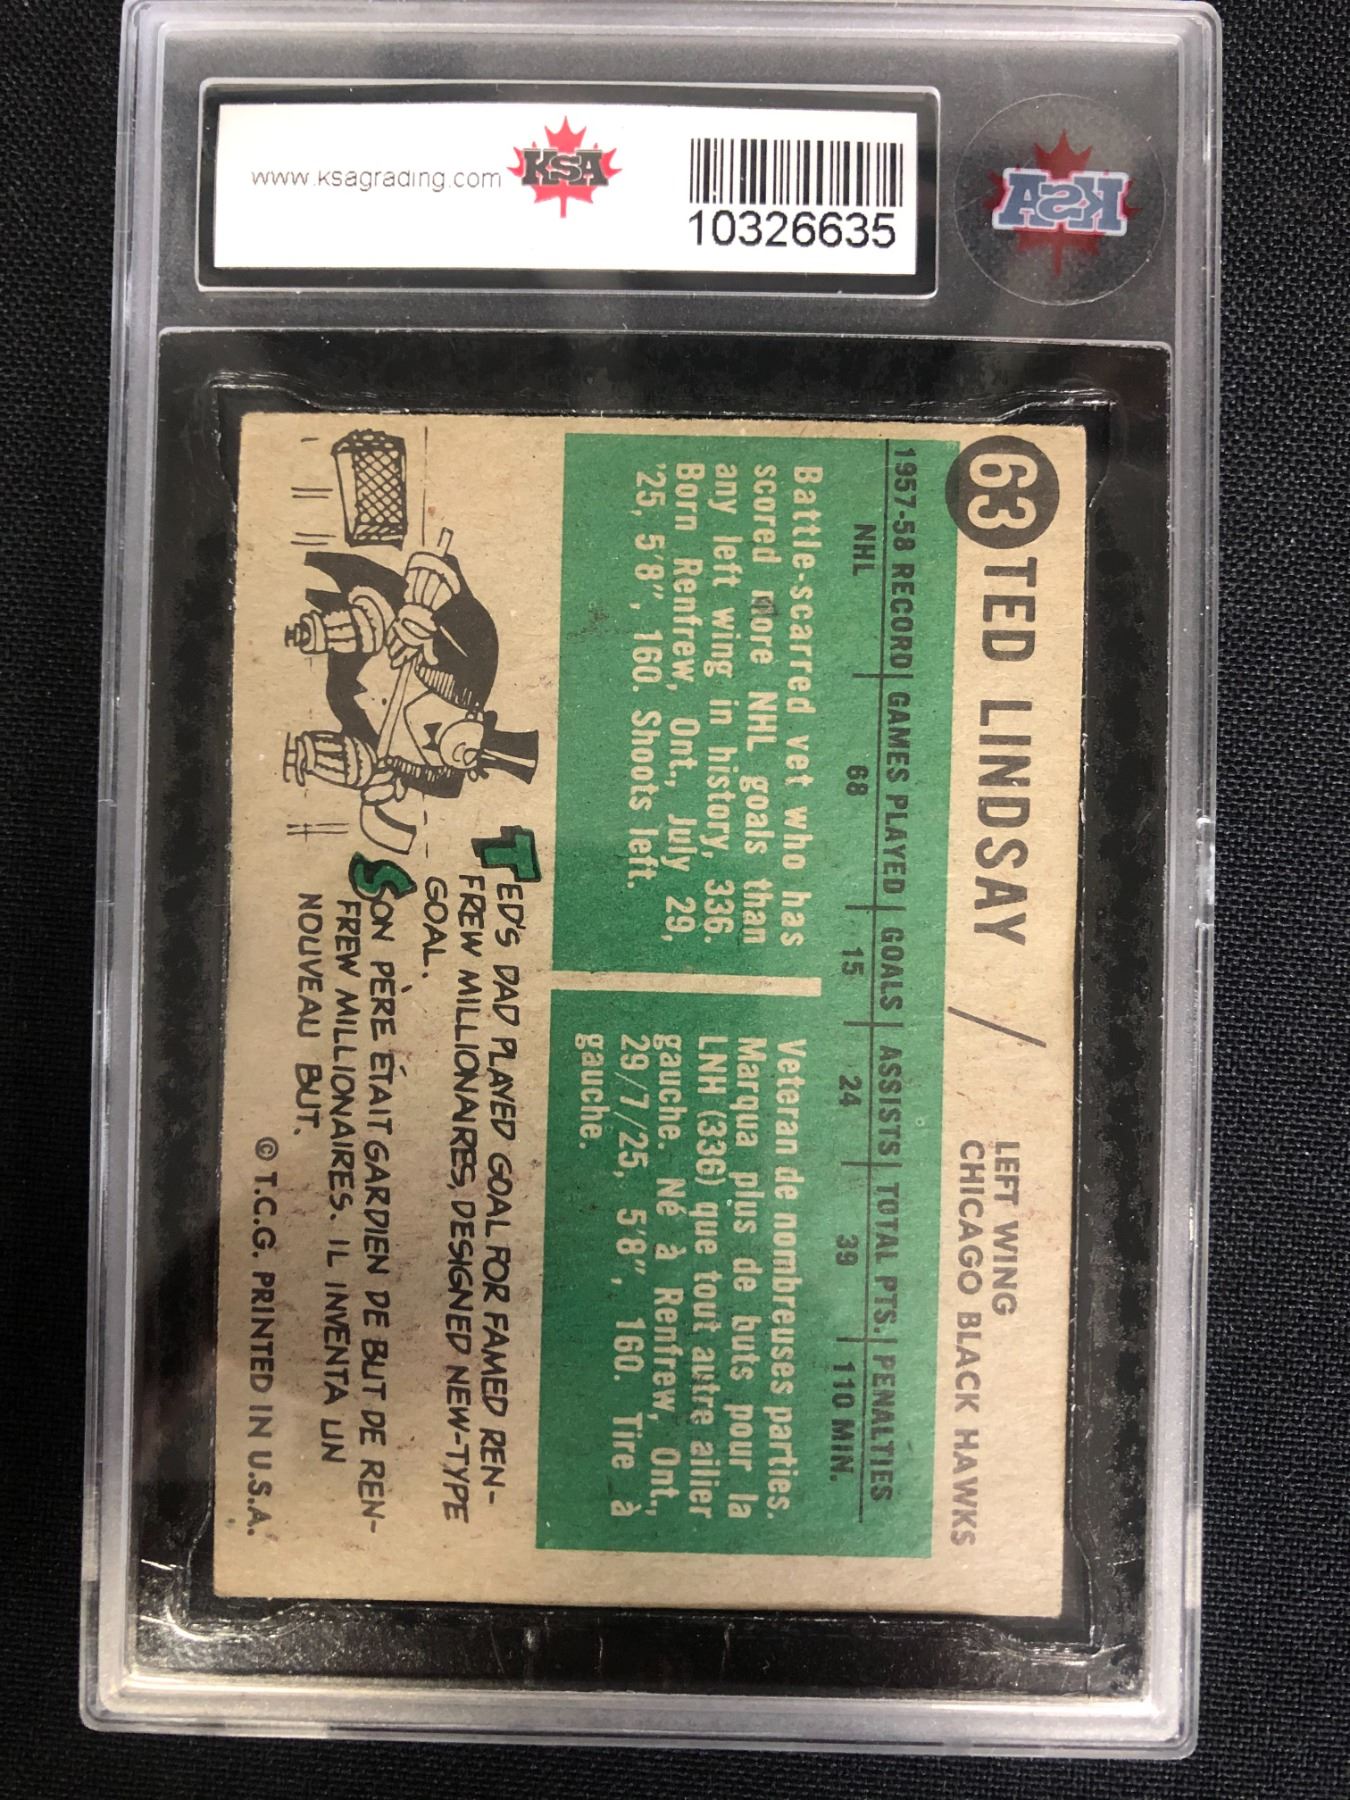 www.ksagrading.com
KSA
10326635
KSA
63
TED LINDSAY /
LEFT WING
CHICAGO BLACK HAWKS
1957-58 RECORD GAMES PLAYED GOALS ASSISTS TOTAL PTS. PENALTIES
NHL 68 15 24 39 110 MIN.
Battle-scarred vet who has
scored more NHL goals than
any left wing in history, 336.
Born Renfrew, Ont., July 29,
'25, 5'8", 160. Shoots left.
Veteran de nombreuses parties.
Marqua plus de buts pour la
LNH (336) que tout autre ailier
gauche. Né à Renfrew, Ont.,
29/7/25, 5'8", 160. Tire à
gauche.
TED'S DAD PLAYED GOAL FOR FAMED REN-
FREW MILLIONAIRES, DESIGNED NEW-TYPE
GOAL.
SON PÈRE ÉTAIT GARDIEN DE BUT DE REN-
FREW MILLIONAIRES. IL INVENTA UN
NOUVEAU BUT.
© T.C.G. PRINTED IN U.S.A.